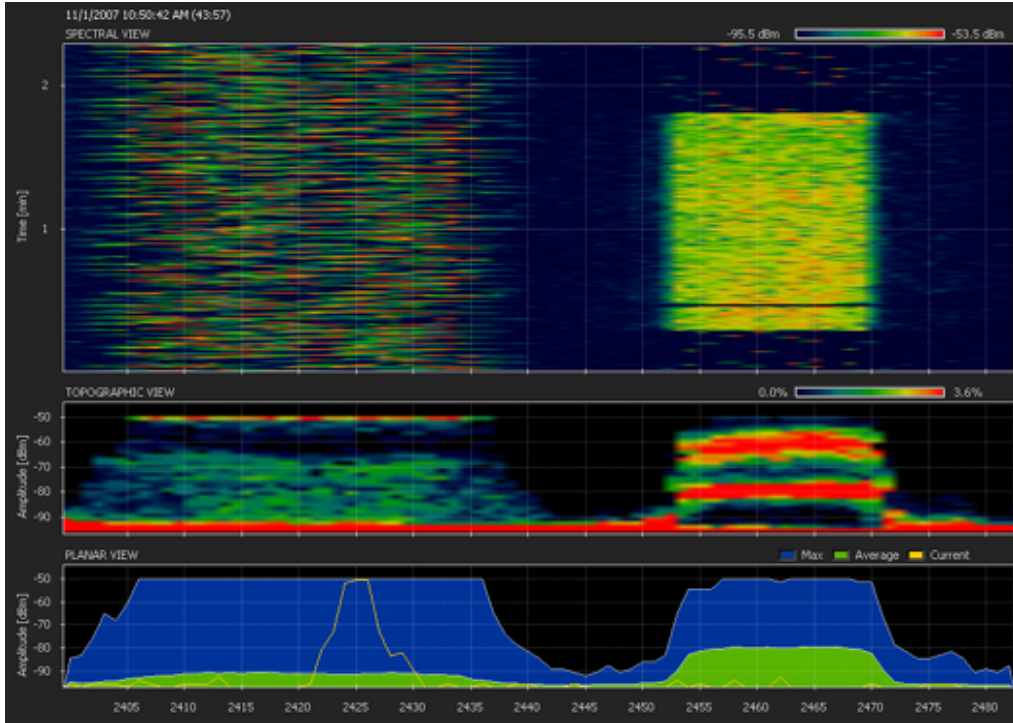 11/1/2007 10:50:42 AM (43:57)
SPECTRAL VIEW
-95.5 dBm
-53.5 dBm
2
1
Time [min]
TOPOGRAPHIC VIEW
0.0%
3.6%
-50
-60
-70
-80
-90
Amplitude [dBm]
PLANAR VIEW
Max
Average
Current
-50
-60
-70
-80
-90
Amplitude [dBm]
2405 2410 2415 2420 2425 2430 2435 2440 2445 2450 2455 2460 2465 2470 2475 2480